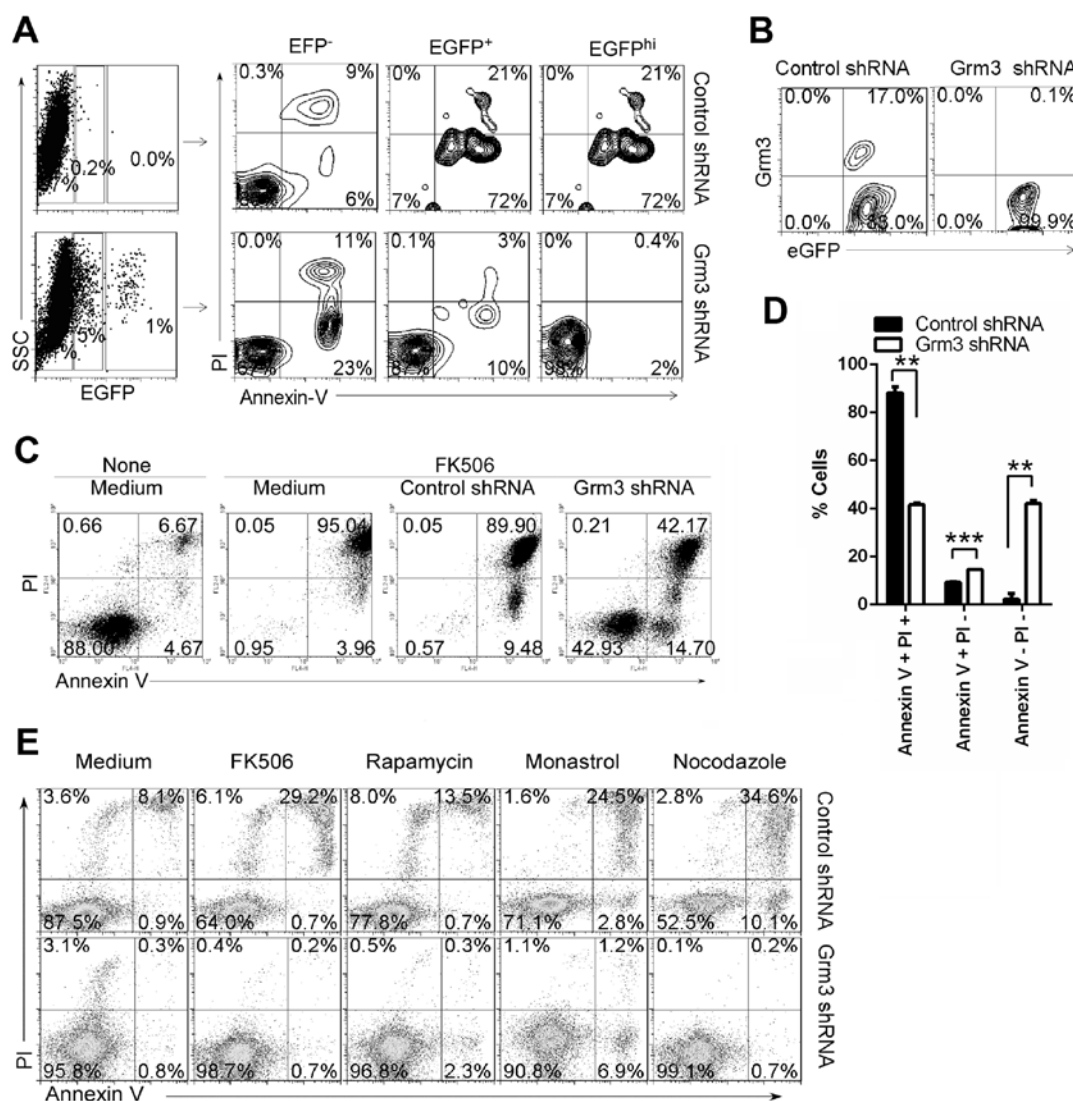 A
EFP-
EGFP+
EGFPhi
SSC
0.2%
0.0%
5%
1%
EGFP
PI
0.3% 9%
6%
0% 21%
7% 72%
0% 21%
7% 72%
Control shRNA
0.0% 11%
23%
0.1% 3%
87% 10%
0% 0.4%
98% 2%
Grm3 shRNA
Annexin-V
B
Control shRNA
Grm3 shRNA
Grm3
0.0% 17.0%
0.0% 83.0%
0.0% 0.1%
0.0% 99.9%
eGFP
C
None
FK506
Medium
Medium
Control shRNA
Grm3 shRNA
PI
0.66 6.67
88.00 4.67
0.05 95.04
0.95 3.96
0.05 89.90
0.57 9.48
0.21 42.17
42.93 14.70
Annexin V
D
Control shRNA
Grm3 shRNA
% Cells
100
80
60
40
20
0
**
***
**
Annexin V + PI +
Annexin V + PI -
Annexin V - PI -
E
Medium
FK506
Rapamycin
Monastrol
Nocodazole
PI
3.6% 8.1%
87.5% 0.9%
6.1% 29.2%
64.0% 0.7%
8.0% 13.5%
77.8% 0.7%
1.6% 24.5%
71.1% 2.8%
2.8% 34.6%
52.5% 10.1%
Control shRNA
3.1% 0.3%
95.8% 0.8%
0.4% 0.2%
98.7% 0.7%
0.5% 0.3%
96.8% 2.3%
1.1% 1.2%
90.8% 6.9%
0.1% 0.2%
99.1% 0.7%
Grm3 shRNA
Annexin V